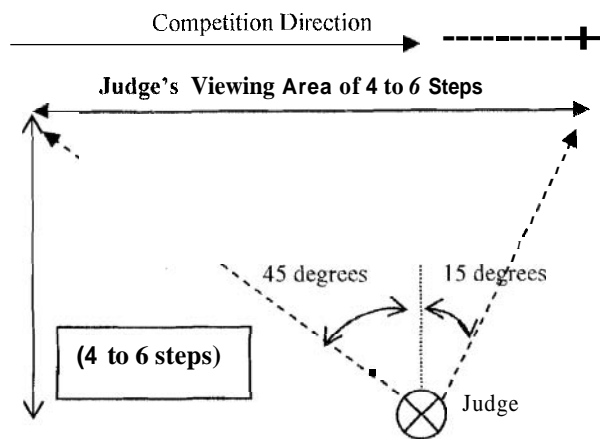 Competition Direction
Judge's Viewing Area of 4 to 6 Steps
45 degrees
15 degrees
(4 to 6 steps)
Judge